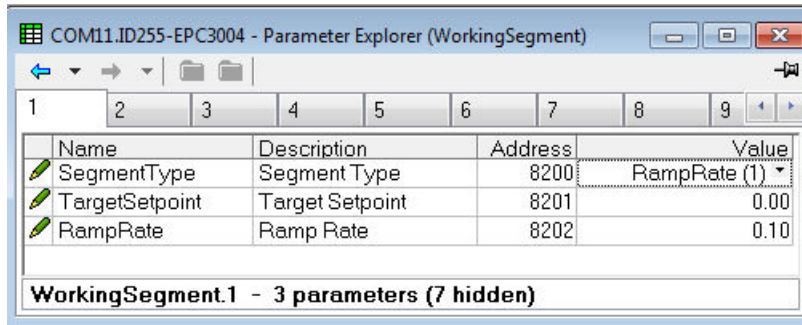 COM11.ID255-EPC3004 - Parameter Explorer (WorkingSegment)
1 2 3 4 5 6 7 8 9
Name Description Address Value
SegmentType Segment Type 8200 RampRate (1)
TargetSetpoint Target Setpoint 8201 0.00
RampRate Ramp Rate 8202 0.10
WorkingSegment.1 - 3 parameters (7 hidden)